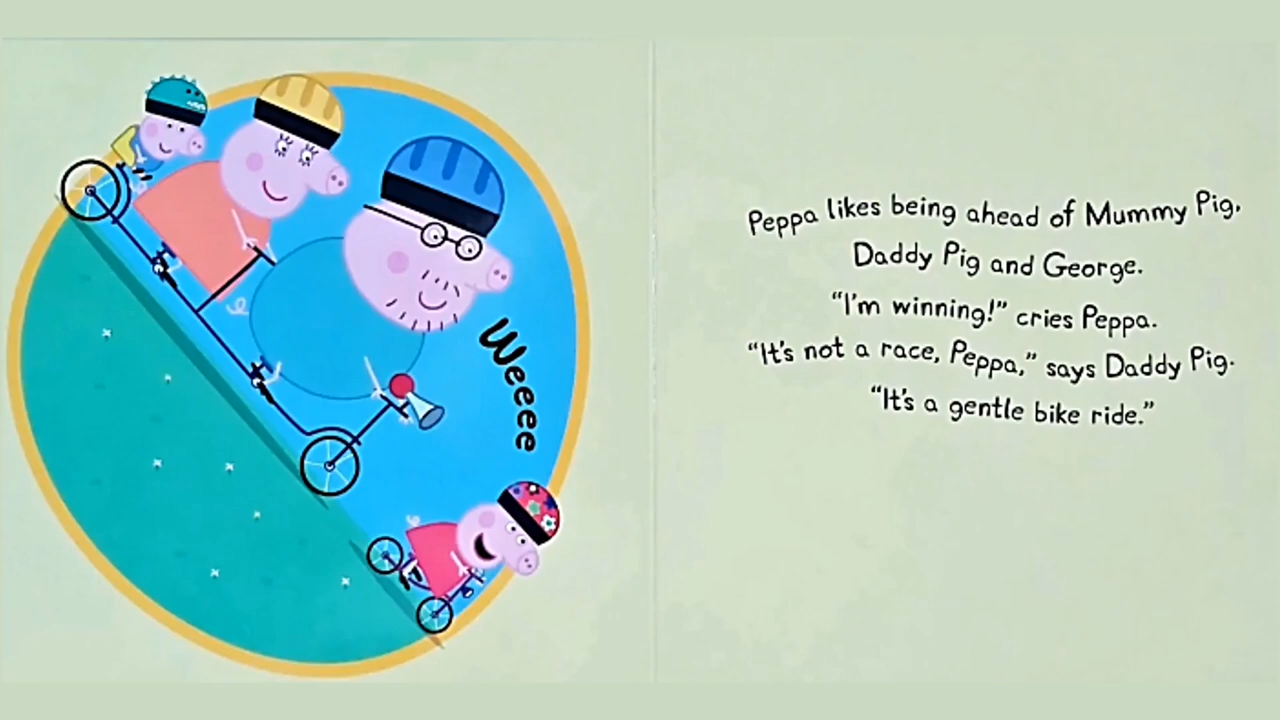 Weeee
Peppa likes being ahead of Mummy Pig,
Daddy Pig and George.
“I’m winning!” cries Peppa.
“It’s not a race, Peppa,” says Daddy Pig.
“It’s a gentle bike ride.”